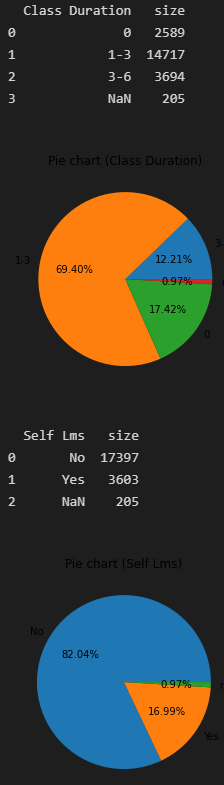 Class Duration size
0 0 2589
1 1-3 14717
2 3-6 3694
3 NaN 205
Pie chart (Class Duration)
3-
12.21%
1-3
69.40%
0.97%
17.42%
0
Self Lms size
0 No 17397
1 Yes 3603
2 NaN 205
Pie chart (Self Lms)
No
82.04%
0.97%
16.99%
Yes